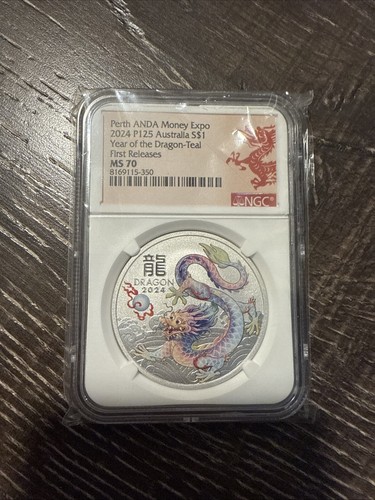 Perth ANDA Money Expo
2024 P125 Australia S$1
Year of the Dragon-Teal
First Releases
MS 70
8169115-350
NGC
龍
DRAGON
2024